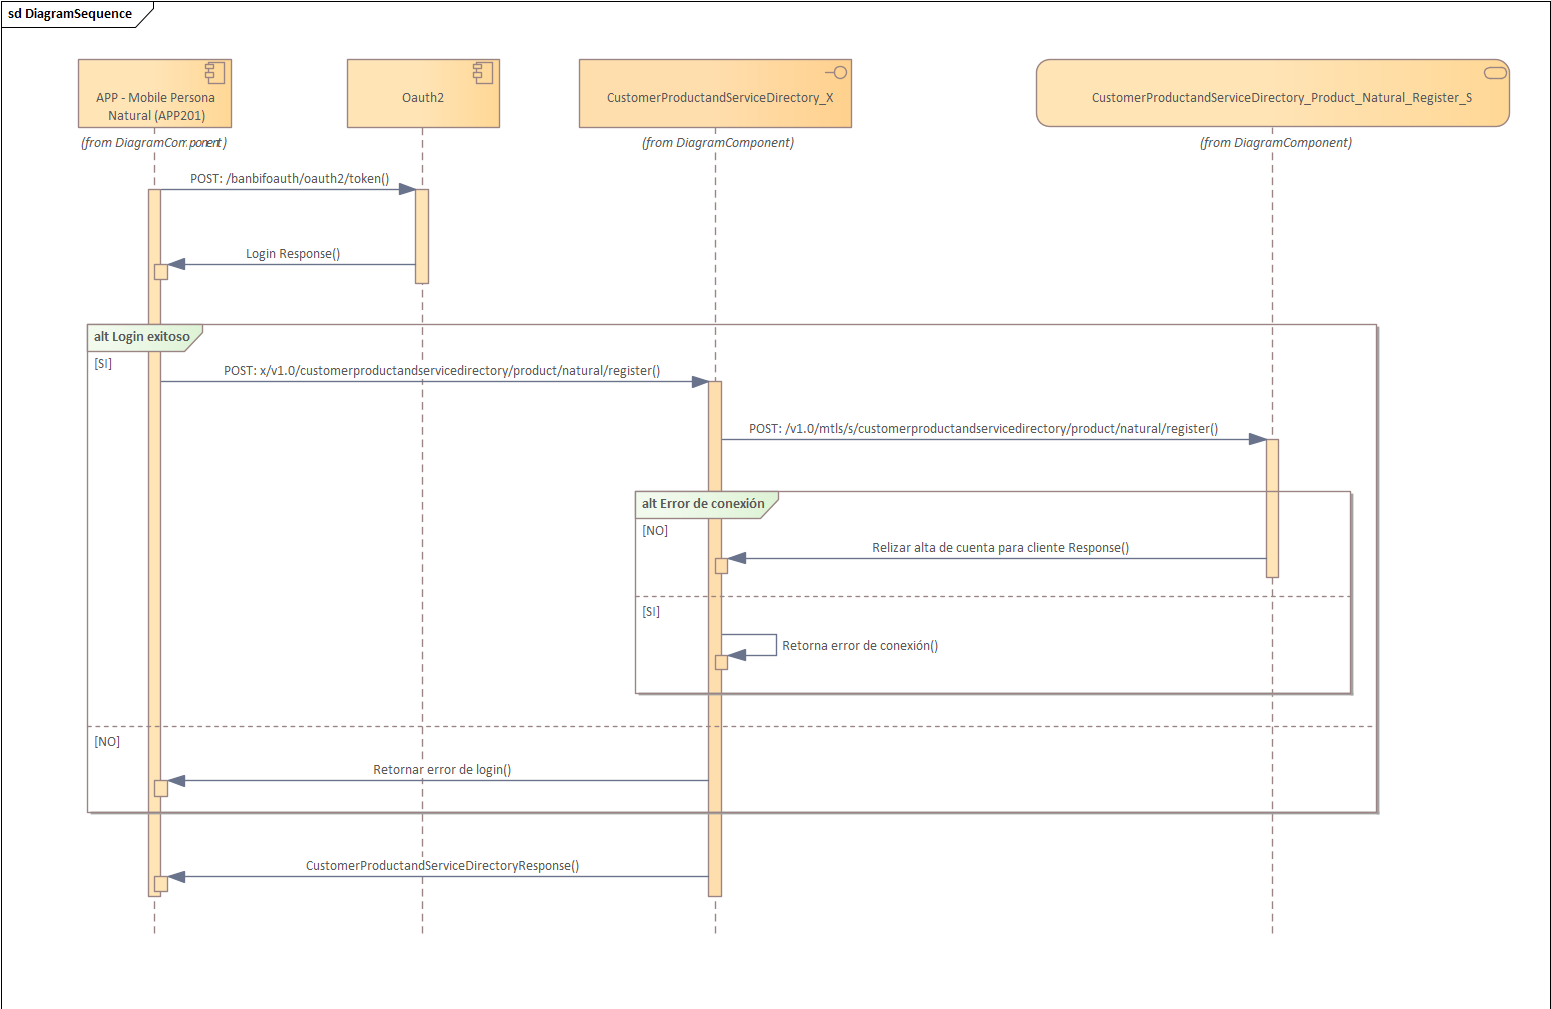 sd DiagramSequence
APP - Mobile Persona
Natural (APP201)
Oauth2
CustomerProductandServiceDirectory_X
CustomerProductandServiceDirectory_Product_Natural_Register_S
(from DiagramComponent)
(from DiagramComponent)
(from DiagramComponent)
POST: /banbifoauth/oauth2/token()
Login Response()
alt Login exitoso
[SI]
POST: x/v1.0/customerproductandservicedirectory/product/natural/register()
POST: /v1.0/mtls/s/customerproductandservicedirectory/product/natural/register()
alt Error de conexión
[NO]
Relizar alta de cuenta para cliente Response()
[SI]
Retorna error de conexión()
[NO]
Retornar error de login()
CustomerProductandServiceDirectoryResponse()